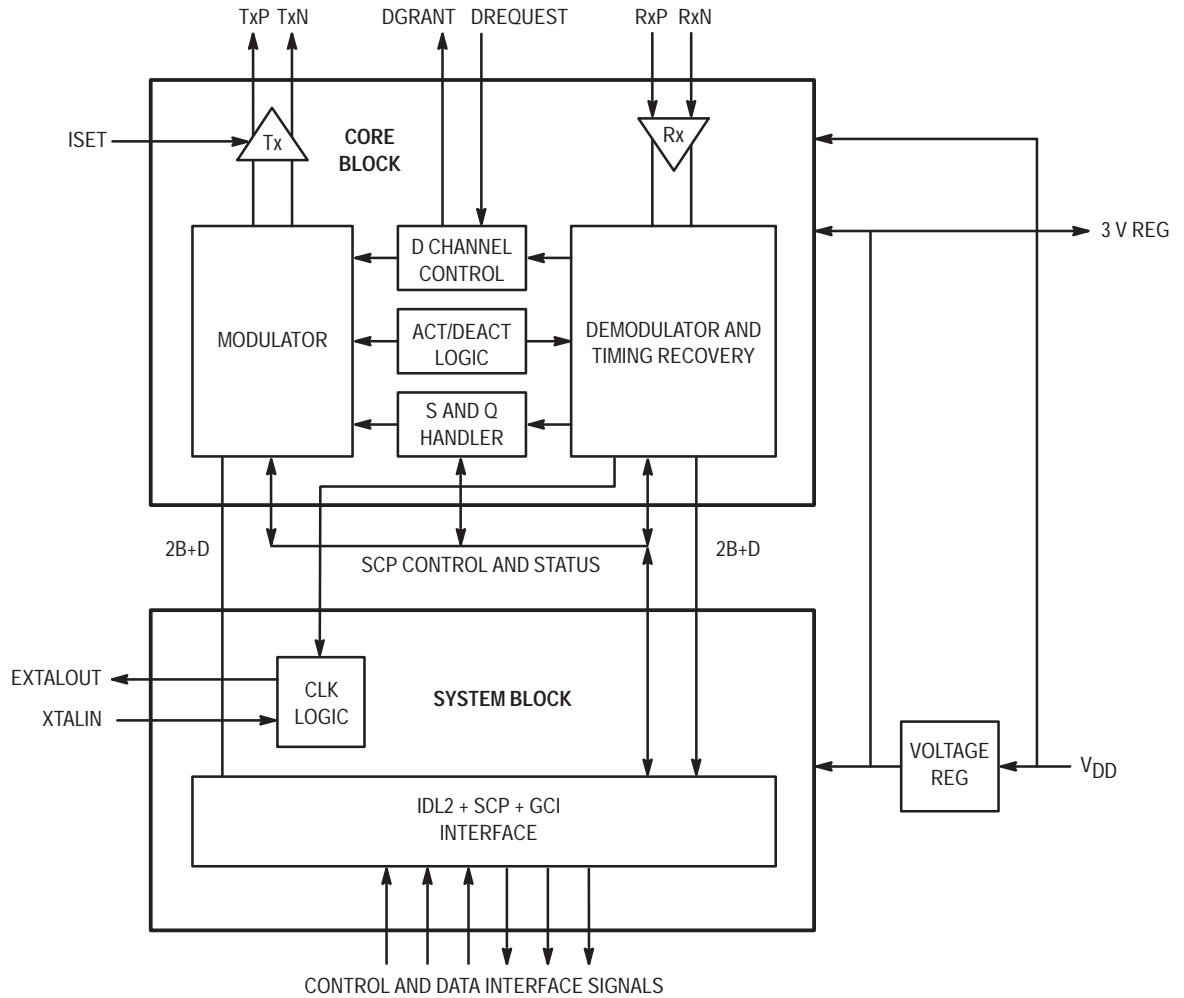 TxP TxN
DGRANT DREQUEST
RxP RxN
ISET
Tx
CORE
BLOCK
Rx
3 V REG
MODULATOR
D CHANNEL
CONTROL
ACT/DEACT
LOGIC
S AND Q
HANDLER
DEMODULATOR AND
TIMING RECOVERY
2B+D
SCP CONTROL AND STATUS
2B+D
EXTALOUT
XTALIN
CLK
LOGIC
SYSTEM BLOCK
VOLTAGE
REG
VDD
IDL2 + SCP + GCI
INTERFACE
CONTROL AND DATA INTERFACE SIGNALS